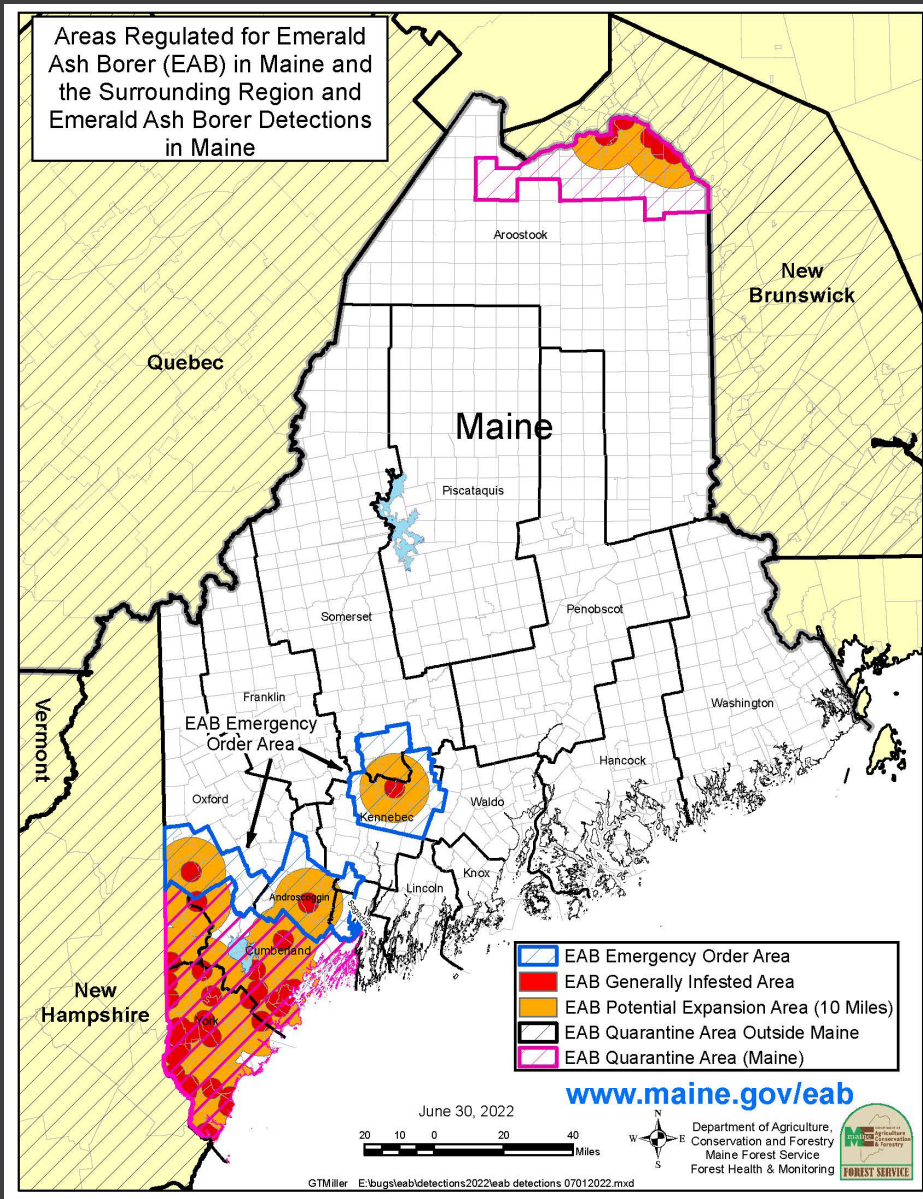 Areas Regulated for Emerald
Ash Borer (EAB) in Maine and
the Surrounding Region and
Emerald Ash Borer Detections
in Maine
Aroostook
New
Brunswick
Quebec
Maine
Piscataquis
Somerset
Penobscot
Franklin
Washington
Vermont
EAB Emergency
Order Area
Hancock
Oxford
Waldo
Kennebec
Knox
Lincoln
Androscoggin
Cumberland
New
Hampshire
York
EAB Emergency Order Area
EAB Generally Infested Area
EAB Potential Expansion Area (10 Miles)
EAB Quarantine Area Outside Maine
EAB Quarantine Area (Maine)
www.maine.gov/eab
June 30, 2022
20 10 0 20 40
Miles
N
W E
S
Department of Agriculture,
Conservation and Forestry
Maine Forest Service
Forest Health & Monitoring
maine
Agriculture
Conservation
& Forestry
FOREST SERVICE
GTMiller E:\bugs\eab\detections2022\eab detections 07012022.mxd